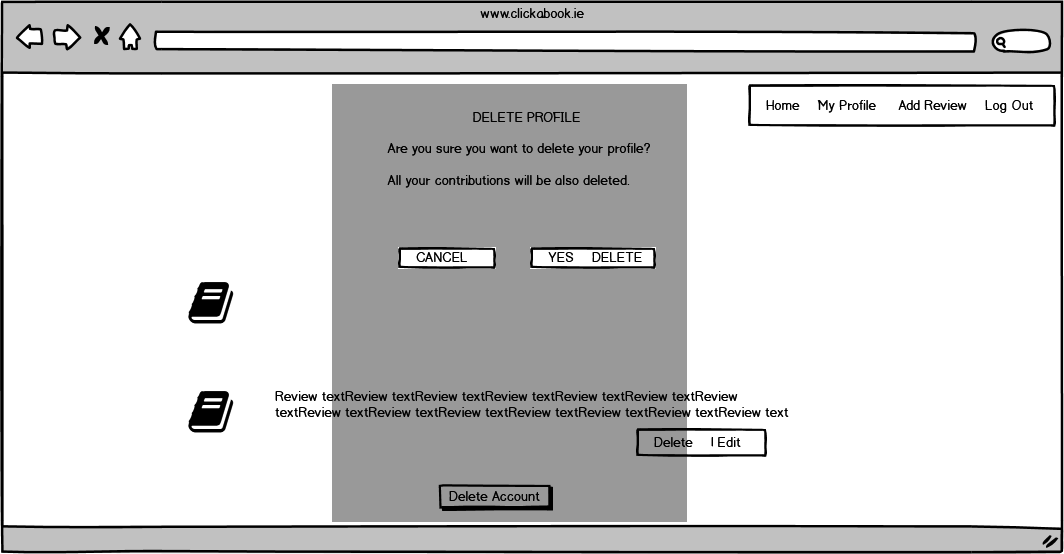 www.clickabook.ie
Home My Profile Add Review Log Out
DELETE PROFILE
Are you sure you want to delete your profile?
All your contributions will be also deleted.
CANCEL
YES DELETE
Review textReview textReview textReview textReview textReview textReview
textReview textReview textReview textReview textReview textReview textReview text
Delete | Edit
Delete Account